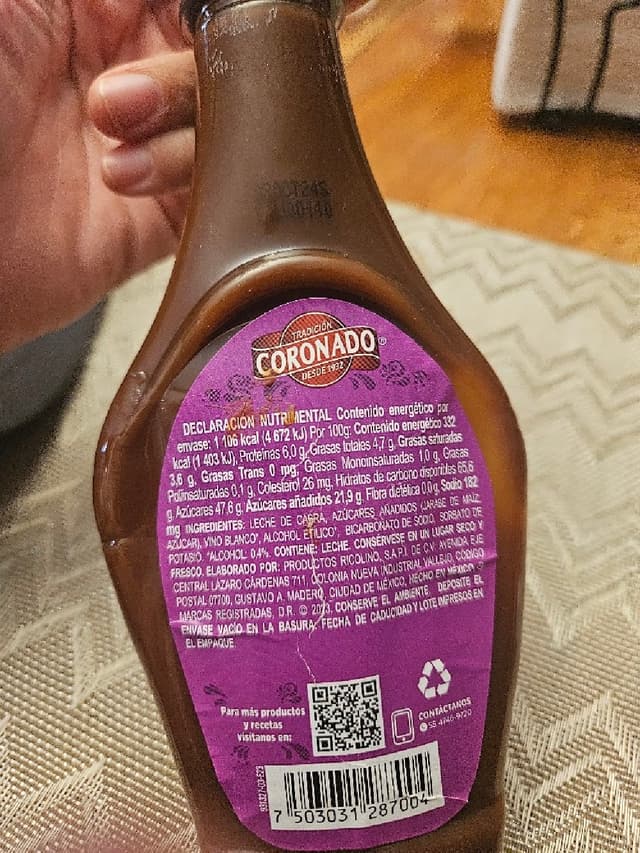 TRADICIÓN
CORONADO®
DESDE 1932
DECLARACIÓN NUTRIMENTAL Contenido energético por
envase: 1 106 kcal (4 672 kJ) Por 100g: Contenido energético 332
kcal (1 403 kJ), Proteínas 6,0 g, Grasas totales 4,7 g, Grasas saturadas
3,6 g, Grasas Trans 0 mg; Grasas Monoinsaturadas 1,0 g, Grasas
Poliinsaturadas 0,1 g, Colesterol 26 mg, Hidratos de carbono disponibles 65,6
g, Azúcares 47,6 g, Azúcares añadidos 21,9 g, Fibra dietética 0,0 g, Sodio 182
mg INGREDIENTES: LECHE DE CABRA, AZÚCARES AÑADIDOS (JARABE DE MAÍZ,
AZÚCAR), VINO BLANCO*, ALCOHOL ETÍLICO*, BICARBONATO DE SODIO, SORBATO DE
POTASIO. *ALCOHOL 0.4%. CONTIENE: LECHE. CONSÉRVESE EN UN LUGAR SECO Y
FRESCO. ELABORADO POR: PRODUCTOS RICOLINO, S.A.P.I. DE C.V. AVENIDA EJE
CENTRAL LÁZARO CÁRDENAS 711, COLONIA NUEVA INDUSTRIAL VALLEJO, CÓDIGO
POSTAL 07700, GUSTAVO A. MADERO, CIUDAD DE MÉXICO, HECHO EN MÉXICO
MARCAS REGISTRADAS, D.R. © 2023. CONSERVE EL AMBIENTE, DEPOSITE EL
ENVASE VACÍO EN LA BASURA. FECHA DE CADUCIDAD Y LOTE IMPRESOS EN
EL EMPAQUE.
Para más productos
y recetas
visítanos en:
CONTÁCTANOS
55 4746-9720
7 503031 287004